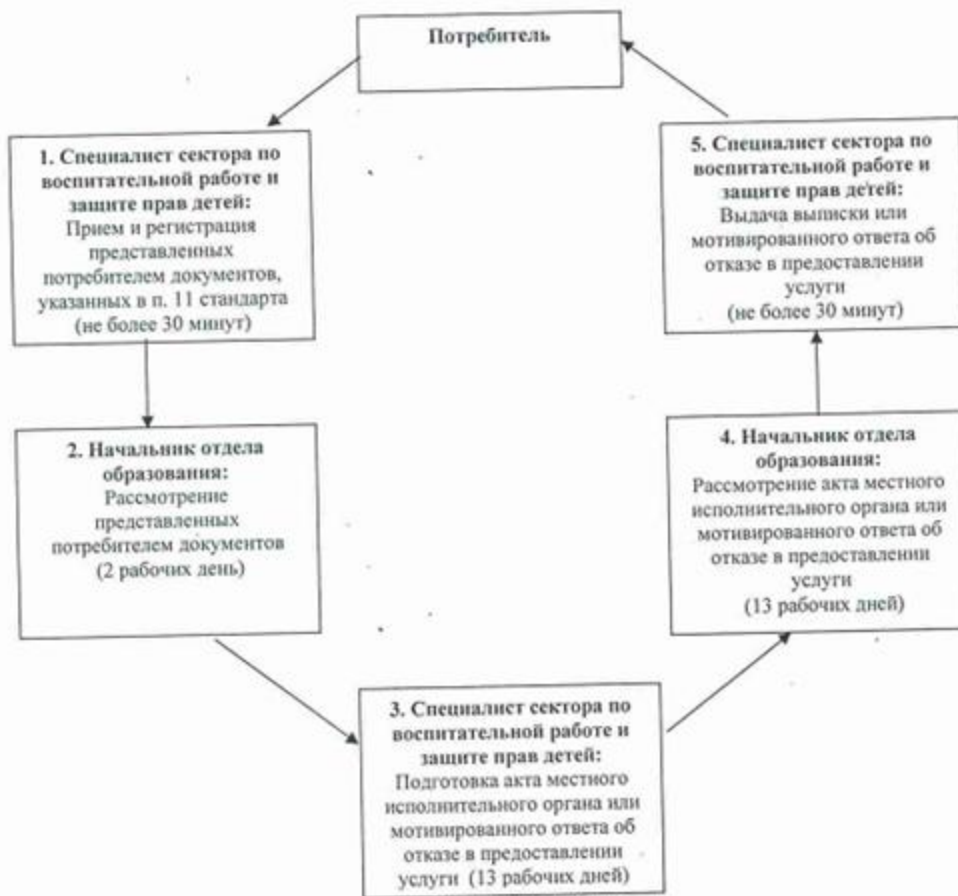 Потребитель
1. Специалист сектора по
воспитательной работе и
защите прав детей:
Прием и регистрация
представленных
потребителем документов,
указанных в п. 11 стандарта
(не более 30 минут)
2. Начальник отдела
образования:
Рассмотрение
представленных
потребителем документов
(2 рабочих день)
3. Специалист сектора по
воспитательной работе и
защите прав детей:
Подготовка акта местного
исполнительного органа или
мотивированного ответа об
отказе в предоставлении
услуги (13 рабочих дней)
4. Начальник отдела
образования:
Рассмотрение акта местного
исполнительного органа или
мотивированного ответа об
отказе в предоставлении
услуги
(13 рабочих дней)
5. Специалист сектора по
воспитательной работе и
защите прав детей:
Выдача выписки или
мотивированного ответа об
отказе в предоставлении
услуги
(не более 30 минут)